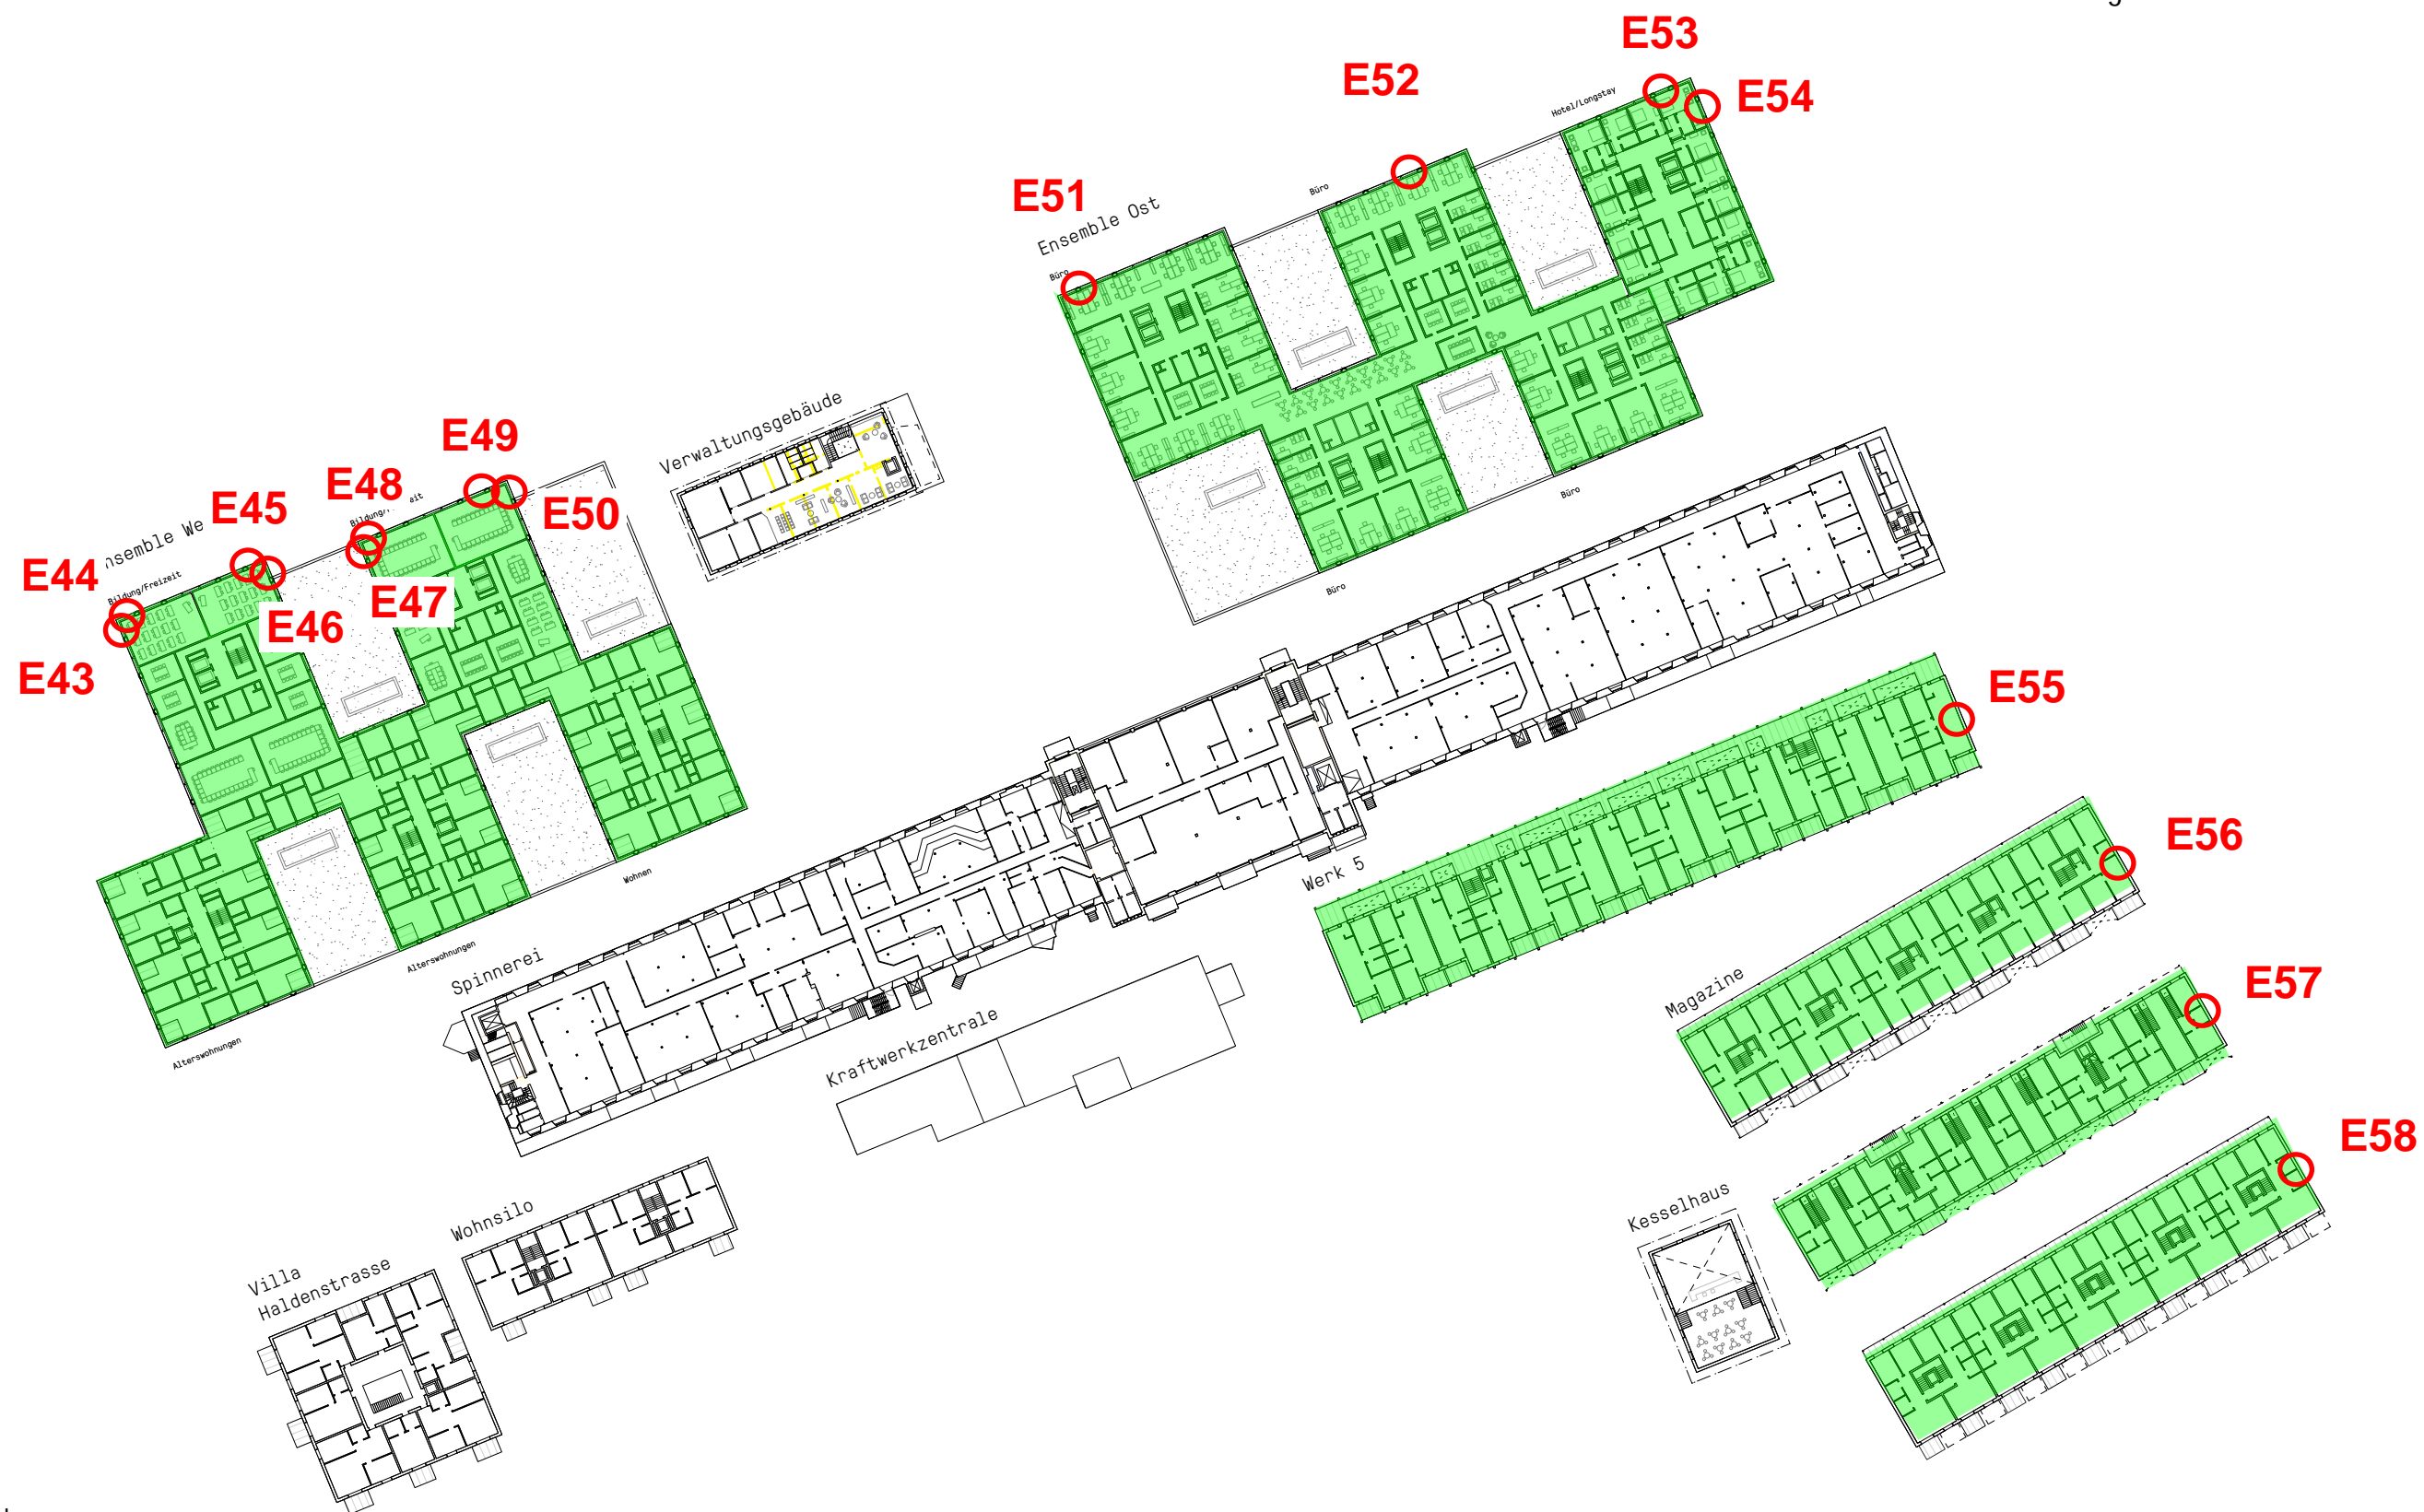 E53
E52
E54
Hotel/Longstay
E51
Büro
Ensemble Ost
Büro
Verwaltungsgebäude
E49
E48
E45
E50
nsemble We
eit
Bildung/
E44
Bildung/Freizeit
E47
E46
E43
Büro
Büro
E55
E56
Wohnen
Werk 5
Alterswohnungen
Spinnerei
Magazine
E57
Kraftwerkzentrale
Alterswohnungen
E58
Kesselhaus
Wohnsilo
Villa
Haldenstrasse